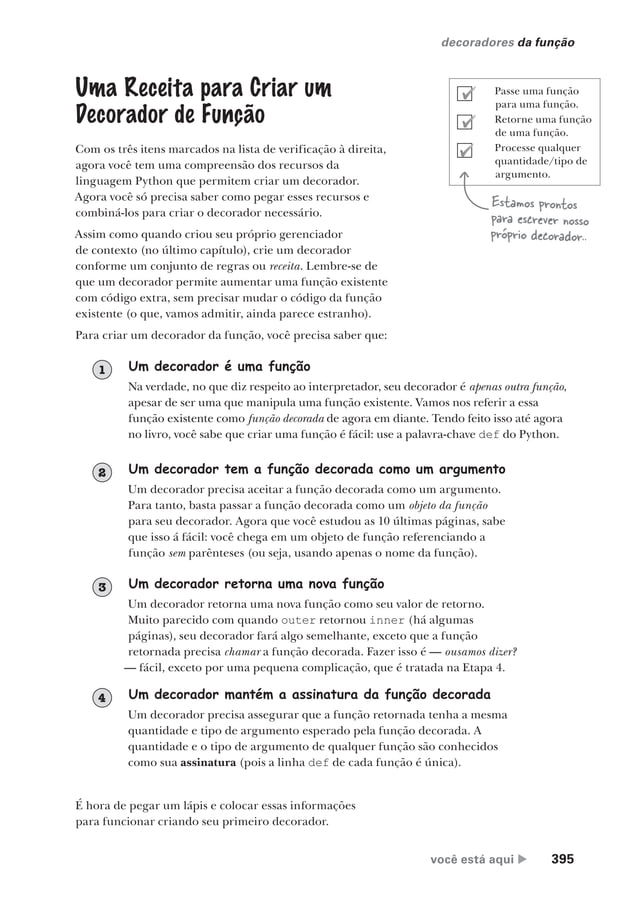 decoradores da função
Uma Receita para Criar um
Decorador de Função
Com os três itens marcados na lista de verificação à direita,
agora você tem uma compreensão dos recursos da
linguagem Python que permitem criar um decorador.
Agora você só precisa saber como pegar esses recursos e
combiná-los para criar o decorador necessário.
Assim como quando criou seu próprio gerenciador
de contexto (no último capítulo), crie um decorador
conforme um conjunto de regras ou receita. Lembre-se de
que um decorador permite aumentar uma função existente
com código extra, sem precisar mudar o código da função
existente (o que, vamos admitir, ainda parece estranho).
Para criar um decorador da função, você precisa saber que:
Passe uma função
para uma função.
Retorne uma função
de uma função.
Processe qualquer
quantidade/tipo de
argumento.
Estamos prontos
para escrever nosso
próprio decorador..
1 Um decorador é uma função
Na verdade, no que diz respeito ao interpretador, seu decorador é apenas outra função,
apesar de ser uma que manipula uma função existente. Vamos nos referir a essa
função existente como função decorada de agora em diante. Tendo feito isso até agora
no livro, você sabe que criar uma função é fácil: use a palavra-chave def do Python.
2 Um decorador tem a função decorada como um argumento
Um decorador precisa aceitar a função decorada como um argumento.
Para tanto, basta passar a função decorada como um objeto da função
para seu decorador. Agora que você estudou as 10 últimas páginas, sabe
que isso á fácil: você chega em um objeto de função referenciando a
função sem parênteses (ou seja, usando apenas o nome da função).
3 Um decorador retorna uma nova função
Um decorador retorna uma nova função como seu valor de retorno.
Muito parecido com quando outer retornou inner (há algumas
páginas), seu decorador fará algo semelhante, exceto que a função
retornada precisa chamar a função decorada. Fazer isso é — ousamos dizer?
— fácil, exceto por uma pequena complicação, que é tratada na Etapa 4.
4 Um decorador mantém a assinatura da função decorada
Um decorador precisa assegurar que a função retornada tenha a mesma
quantidade e tipo de argumento esperado pela função decorada. A
quantidade e o tipo de argumento de qualquer função são conhecidos
como sua assinatura (pois a linha def de cada função é única).
É hora de pegar um lápis e colocar essas informações
para funcionar criando seu primeiro decorador.
você está aqui ▶ 395